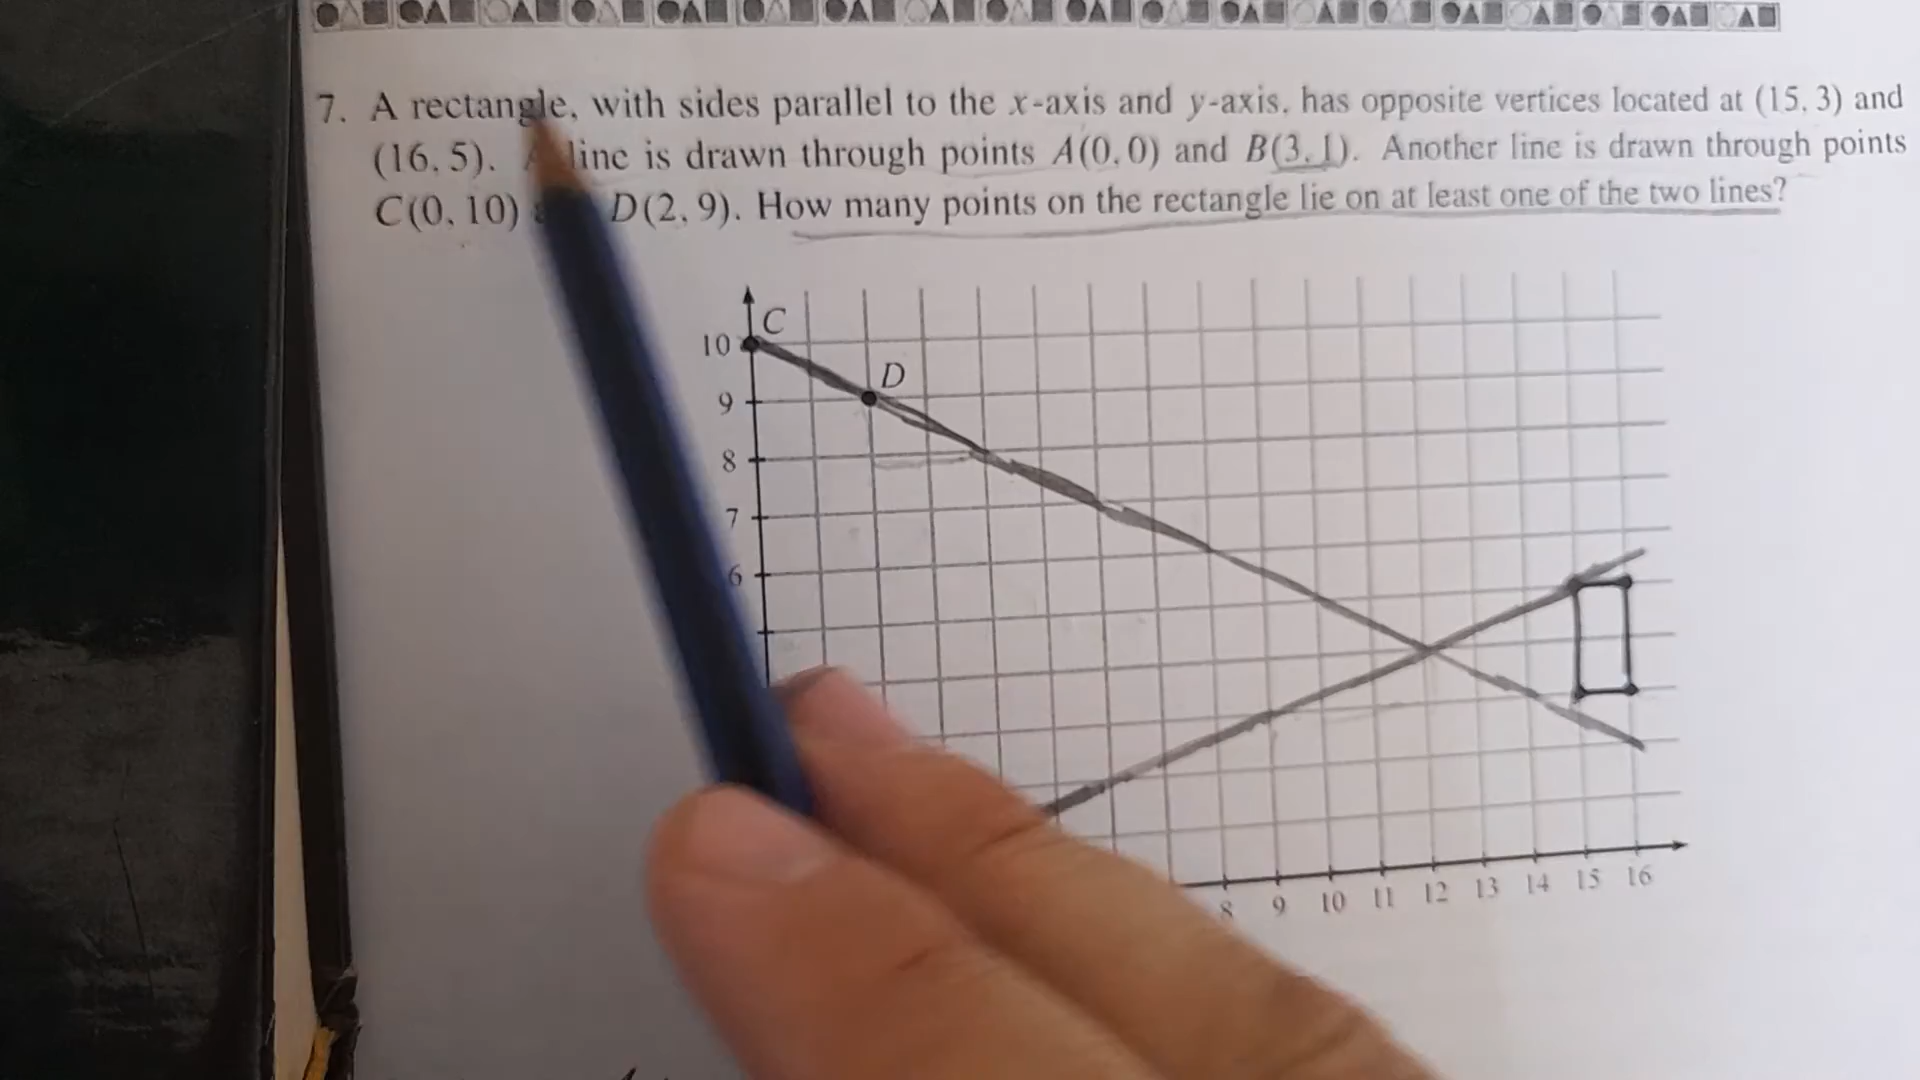 7. A rectangle, with sides parallel to the x-axis and y-axis, has opposite vertices located at (15, 3) and
(16, 5). line is drawn through points A(0, 0) and B(3, 1). Another line is drawn through points
C(0, 10) D(2, 9). How many points on the rectangle lie on at least one of the two lines?
C
10
D
9
8
7
6
8 9 10 11 12 13 14 15 16